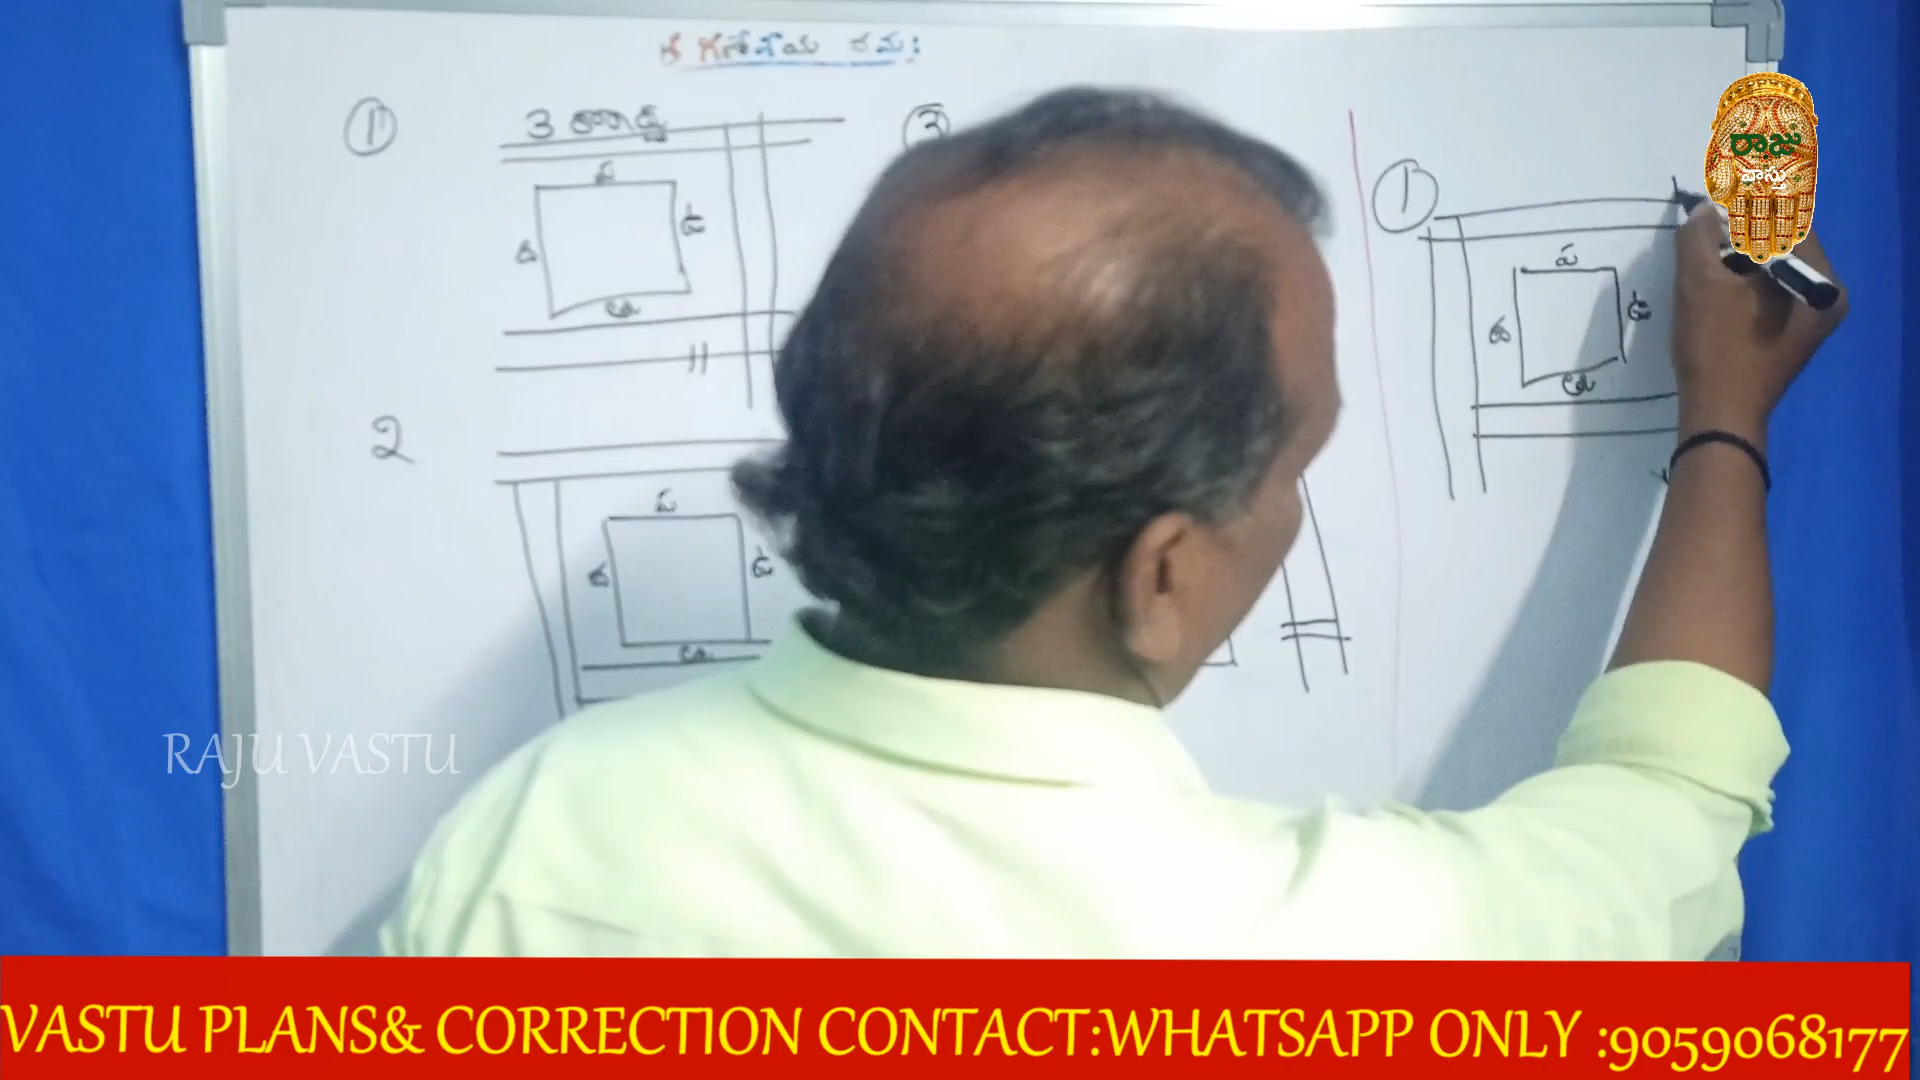 శ్రీ గణేశాయ నమః
1
3 రోడ్స్
ప
ద
ఉ
తూ
2
ప
ద
ఉ
తూ
3
1
ప
ద
ఉ
తూ
రాజు
వాస్తు
RAJU VASTU
VASTU PLANS& CORRECTION CONTACT:WHATSAPP ONLY :9059068177